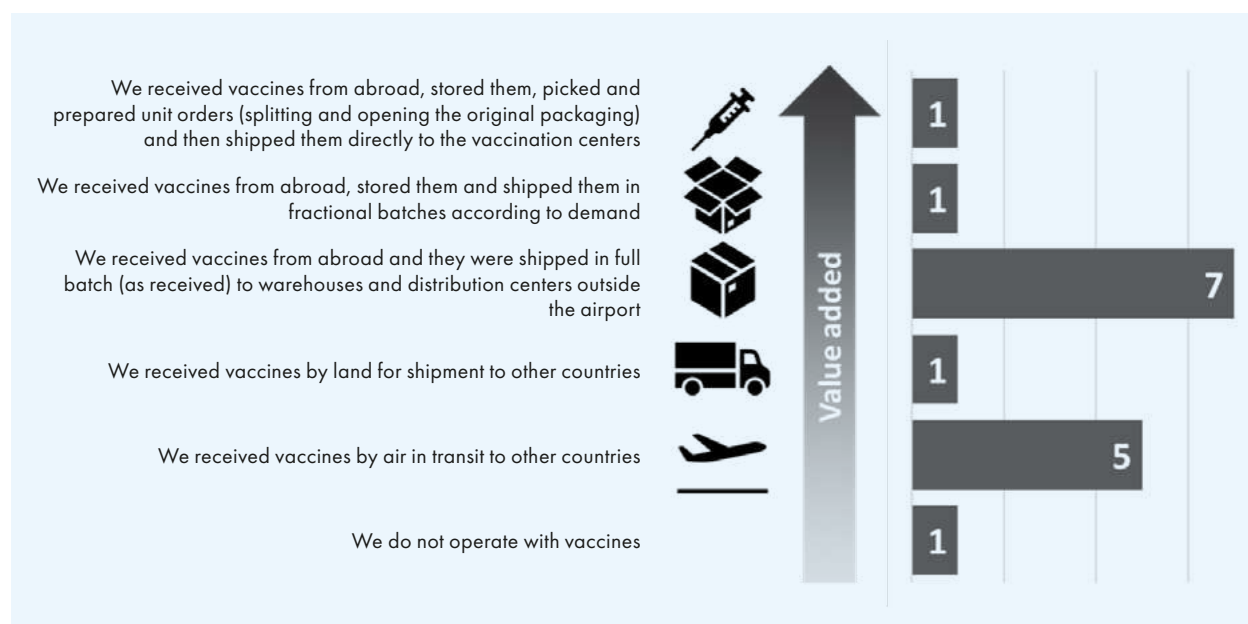 We received vaccines from abroad, stored them, picked and
prepared unit orders (splitting and opening the original packaging)
and then shipped them directly to the vaccination centers
1
We received vaccines from abroad, stored them and shipped them in
fractional batches according to demand
1
We received vaccines from abroad and they were shipped in full
batch (as received) to warehouses and distribution centers outside
the airport
7
We received vaccines by land for shipment to other countries
1
We received vaccines by air in transit to other countries
5
We do not operate with vaccines
1
Value added